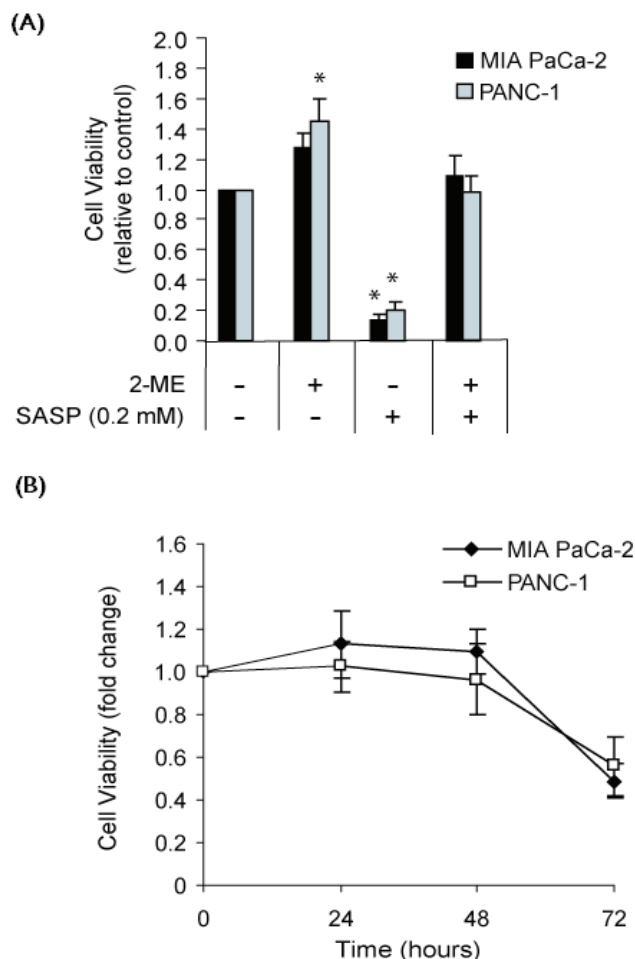 (A)
2.0
1.8
1.6
1.4
1.2
1.0
0.8
0.6
0.4
0.2
0.0
Cell Viability
(relative to control)
MIA PaCa-2
PANC-1
*
* *
2-ME - + - +
SASP (0.2 mM) - - + +
(B)
1.6
1.4
1.2
1.0
0.8
0.6
0.4
0.2
0
Cell Viability (fold change)
MIA PaCa-2
PANC-1
0 24 48 72
Time (hours)